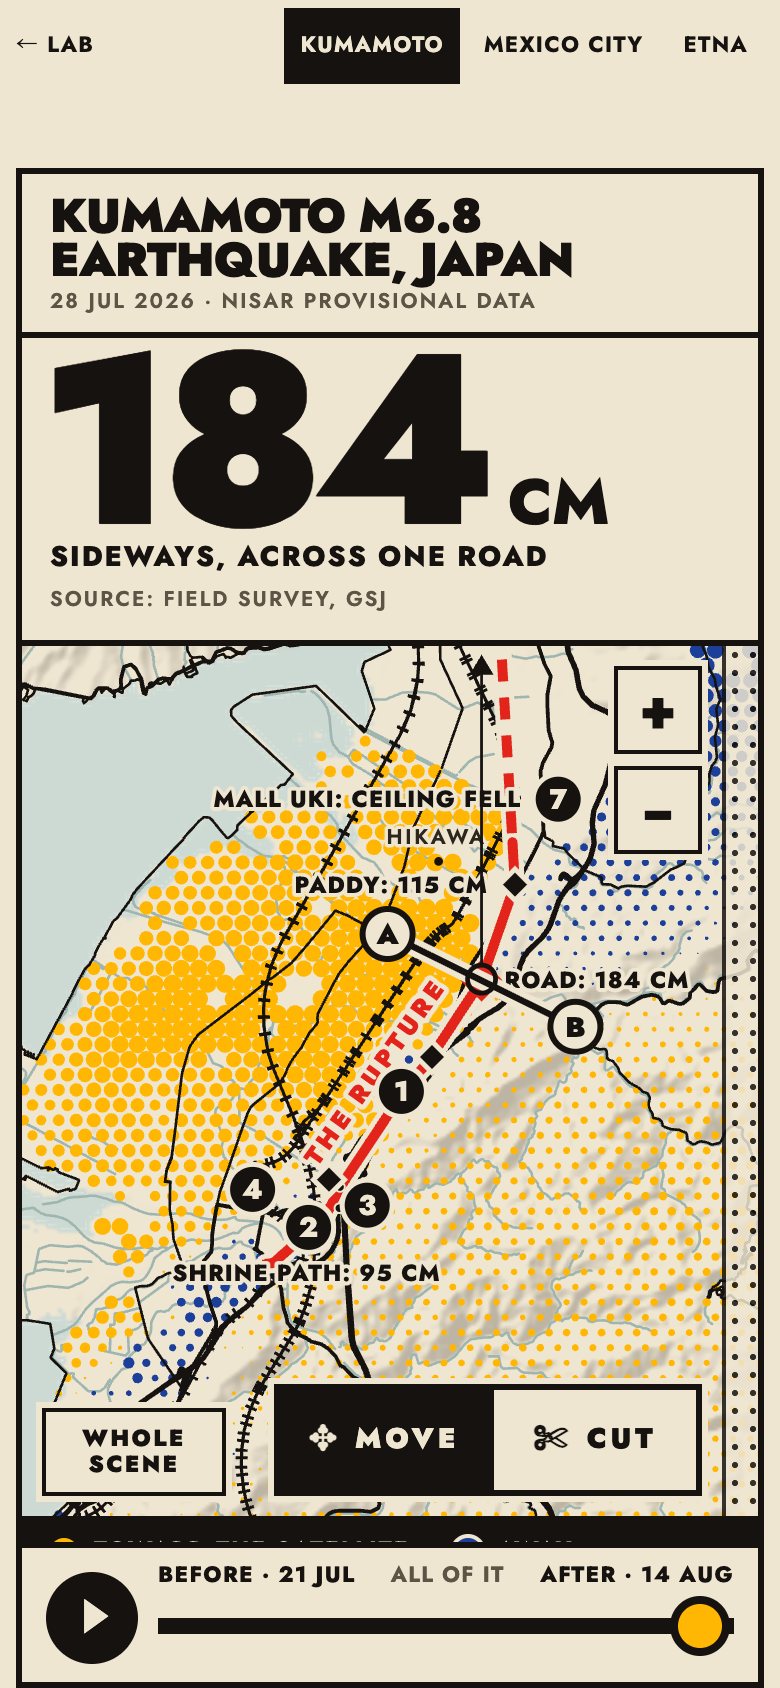 ← LAB
KUMAMOTO
MEXICO CITY
ETNA
KUMAMOTO M6.8
EARTHQUAKE, JAPAN
28 JUL 2026 · NISAR PROVISIONAL DATA
184 CM
SIDEWAYS, ACROSS ONE ROAD
SOURCE: FIELD SURVEY, GSJ
+
−
MALL UKI: CEILING FELL
7
HIKAWA
PADDY: 115 CM
A
ROAD: 184 CM
B
THE RUPTURE
1
4
3
2
SHRINE PATH: 95 CM
WHOLE
SCENE
MOVE
CUT
BEFORE · 21 JUL
ALL OF IT
AFTER · 14 AUG